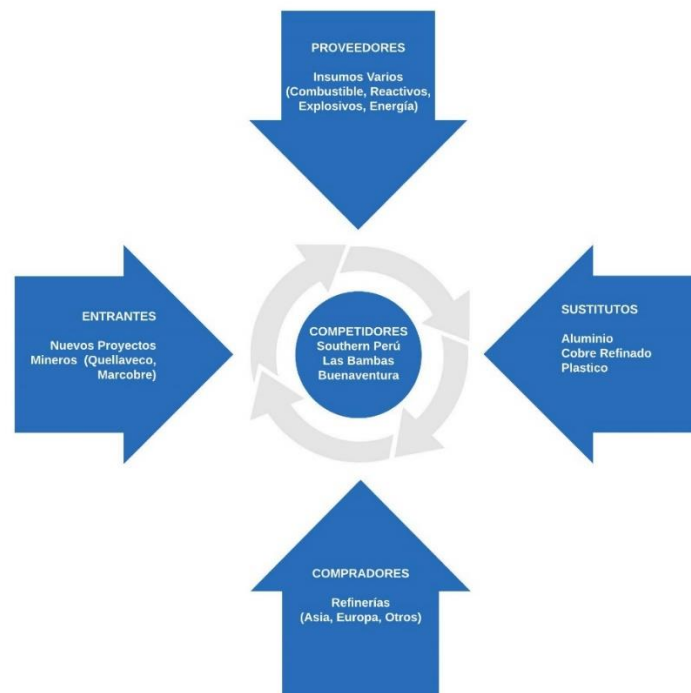 PROVEEDORES
Insumos Varios
(Combustible, Reactivos,
Explosivos, Energía)
ENTRANTES
Nuevos Proyectos
Mineros (Quellaveco,
Marcobre)
COMPETIDORES
Southern Perú
Las Bambas
Buenaventura
SUSTITUTOS
Aluminio
Cobre Refinado
Plastico
COMPRADORES
Refinerías
(Asia, Europa, Otros)